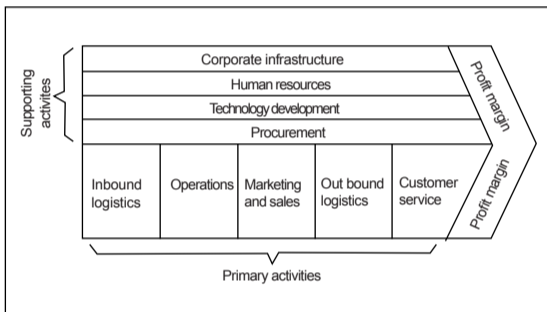 Supporting
activites
Corporate infrastructure
Human resources
Technology development
Procurement
Profit margin
Inbound
logistics
Operations
Marketing
and sales
Out bound
logistics
Customer
service
Profit margin
Primary activities